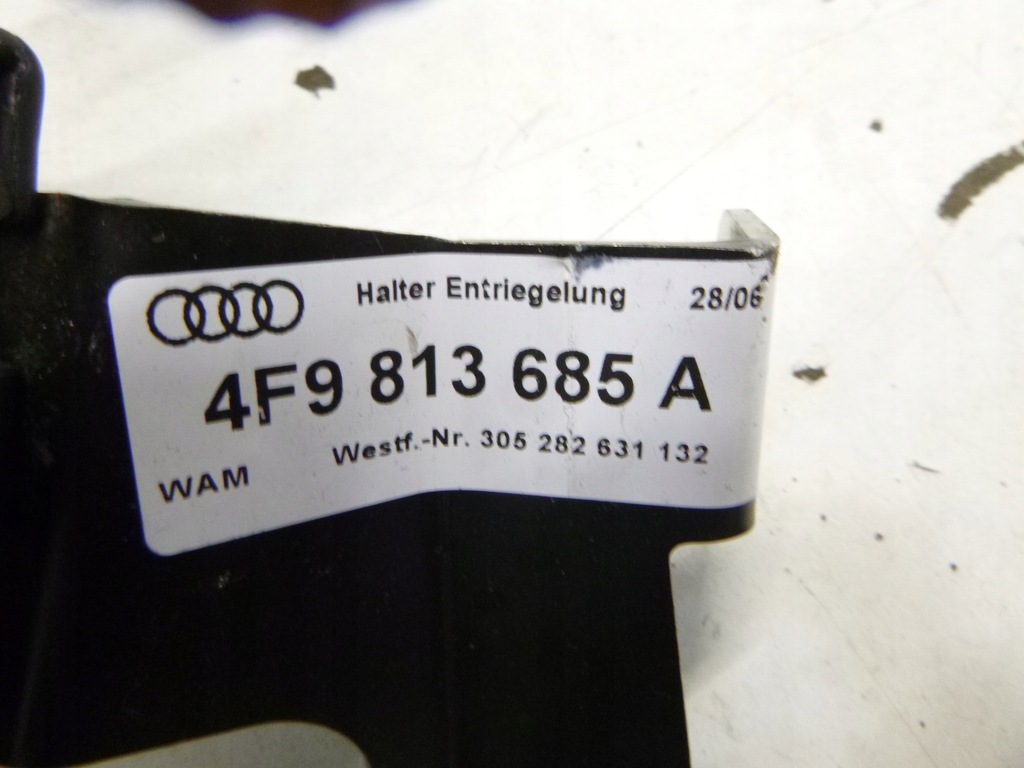 Halter Entriegelung 28/06
4F9 813 685 A
Westf.-Nr. 305 282 631 132
WAM